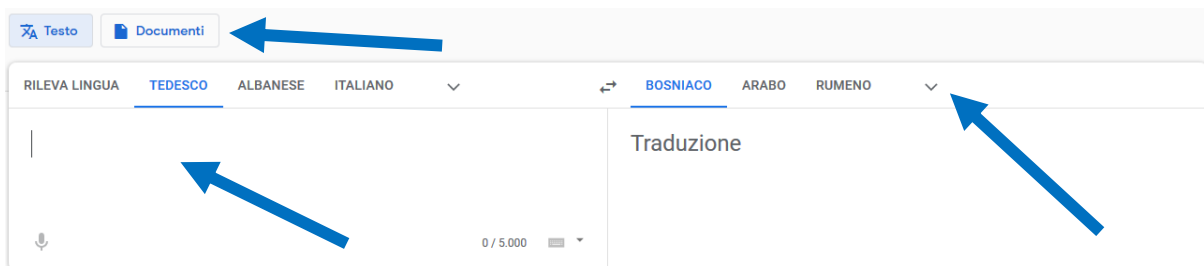 Testo Documenti
RILEVA LINGUA TEDESCO ALBANESE ITALIANO BOSNIACO ARABO RUMENO
Traduzione
0 / 5.000